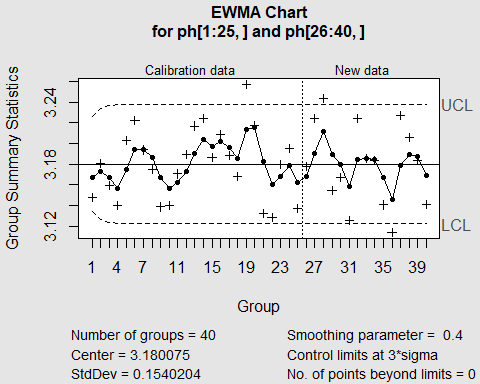 EWMA Chart
for ph[1:25, ] and ph[26:40, ]
Calibration data
New data
Group Summary Statistics
3.24
3.18
3.12
UCL
LCL
1 4 7 11 15 19 23 27 31 35 39
Group
Number of groups = 40
Center = 3.180075
StdDev = 0.1540204
Smoothing parameter = 0.4
Control limits at 3*sigma
No. of points beyond limits = 0